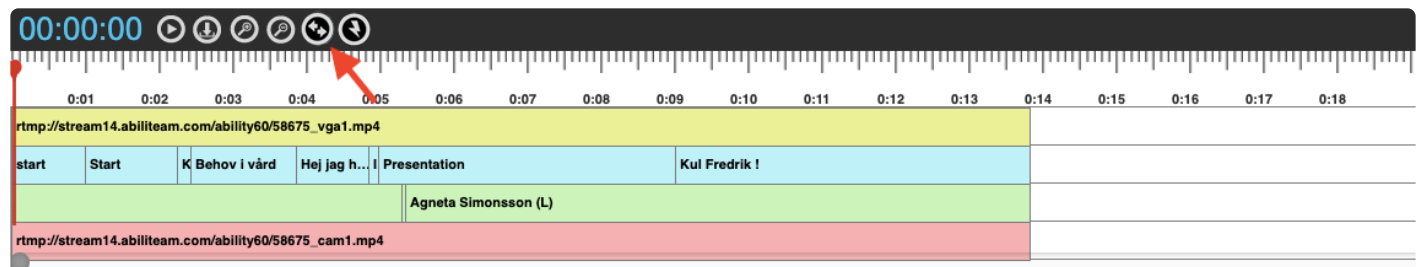 00:00:00
0:01 0:02 0:03 0:04 0:05 0:06 0:07 0:08 0:09 0:10 0:11 0:12 0:13 0:14 0:15 0:16 0:17 0:18
rtmp://stream14.abiliteam.com/ability60/58675_vga1.mp4
start Start K Behov i vård Hej jag h... I Presentation Kul Fredrik !
Agneta Simonsson (L)
rtmp://stream14.abiliteam.com/ability60/58675_cam1.mp4